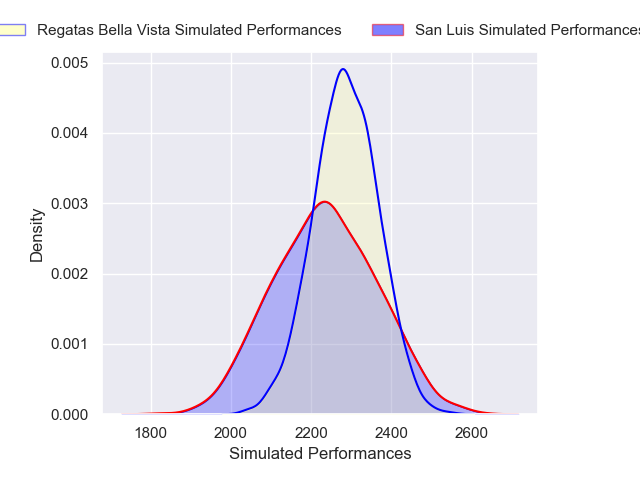 Regatas Bella Vista Simulated Performances
San Luis Simulated Performances
0.005
0.004
0.003
0.002
0.001
0.000
Density
1800 2000 2200 2400 2600
Simulated Performances